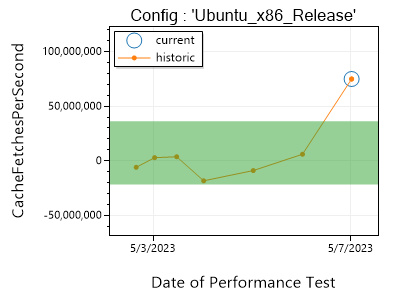 Config : 'Ubuntu_x86_Release'
current
historic
CacheFetchesPerSecond
100,000,000
50,000,000
0
-50,000,000
5/3/2023
5/7/2023
Date of Performance Test